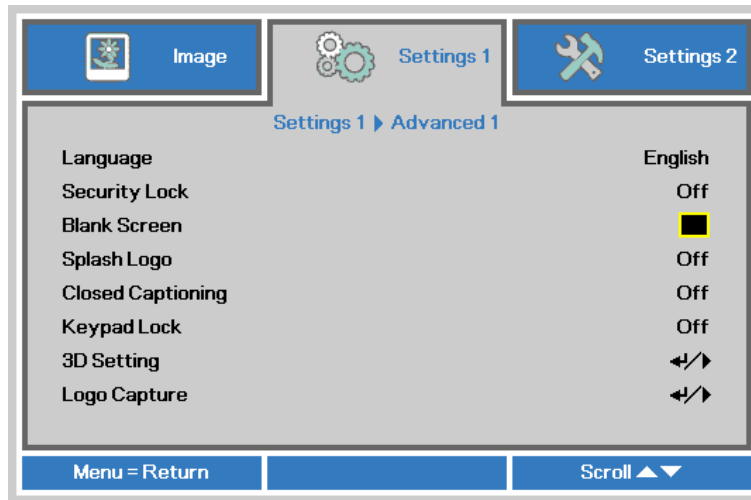 Image
Settings 1
Settings 2
Settings 1 ▶ Advanced 1
Language English
Security Lock Off
Blank Screen
Splash Logo Off
Closed Captioning Off
Keypad Lock Off
3D Setting ↵/▶
Logo Capture ↵/▶
Menu = Return
Scroll ▲▼